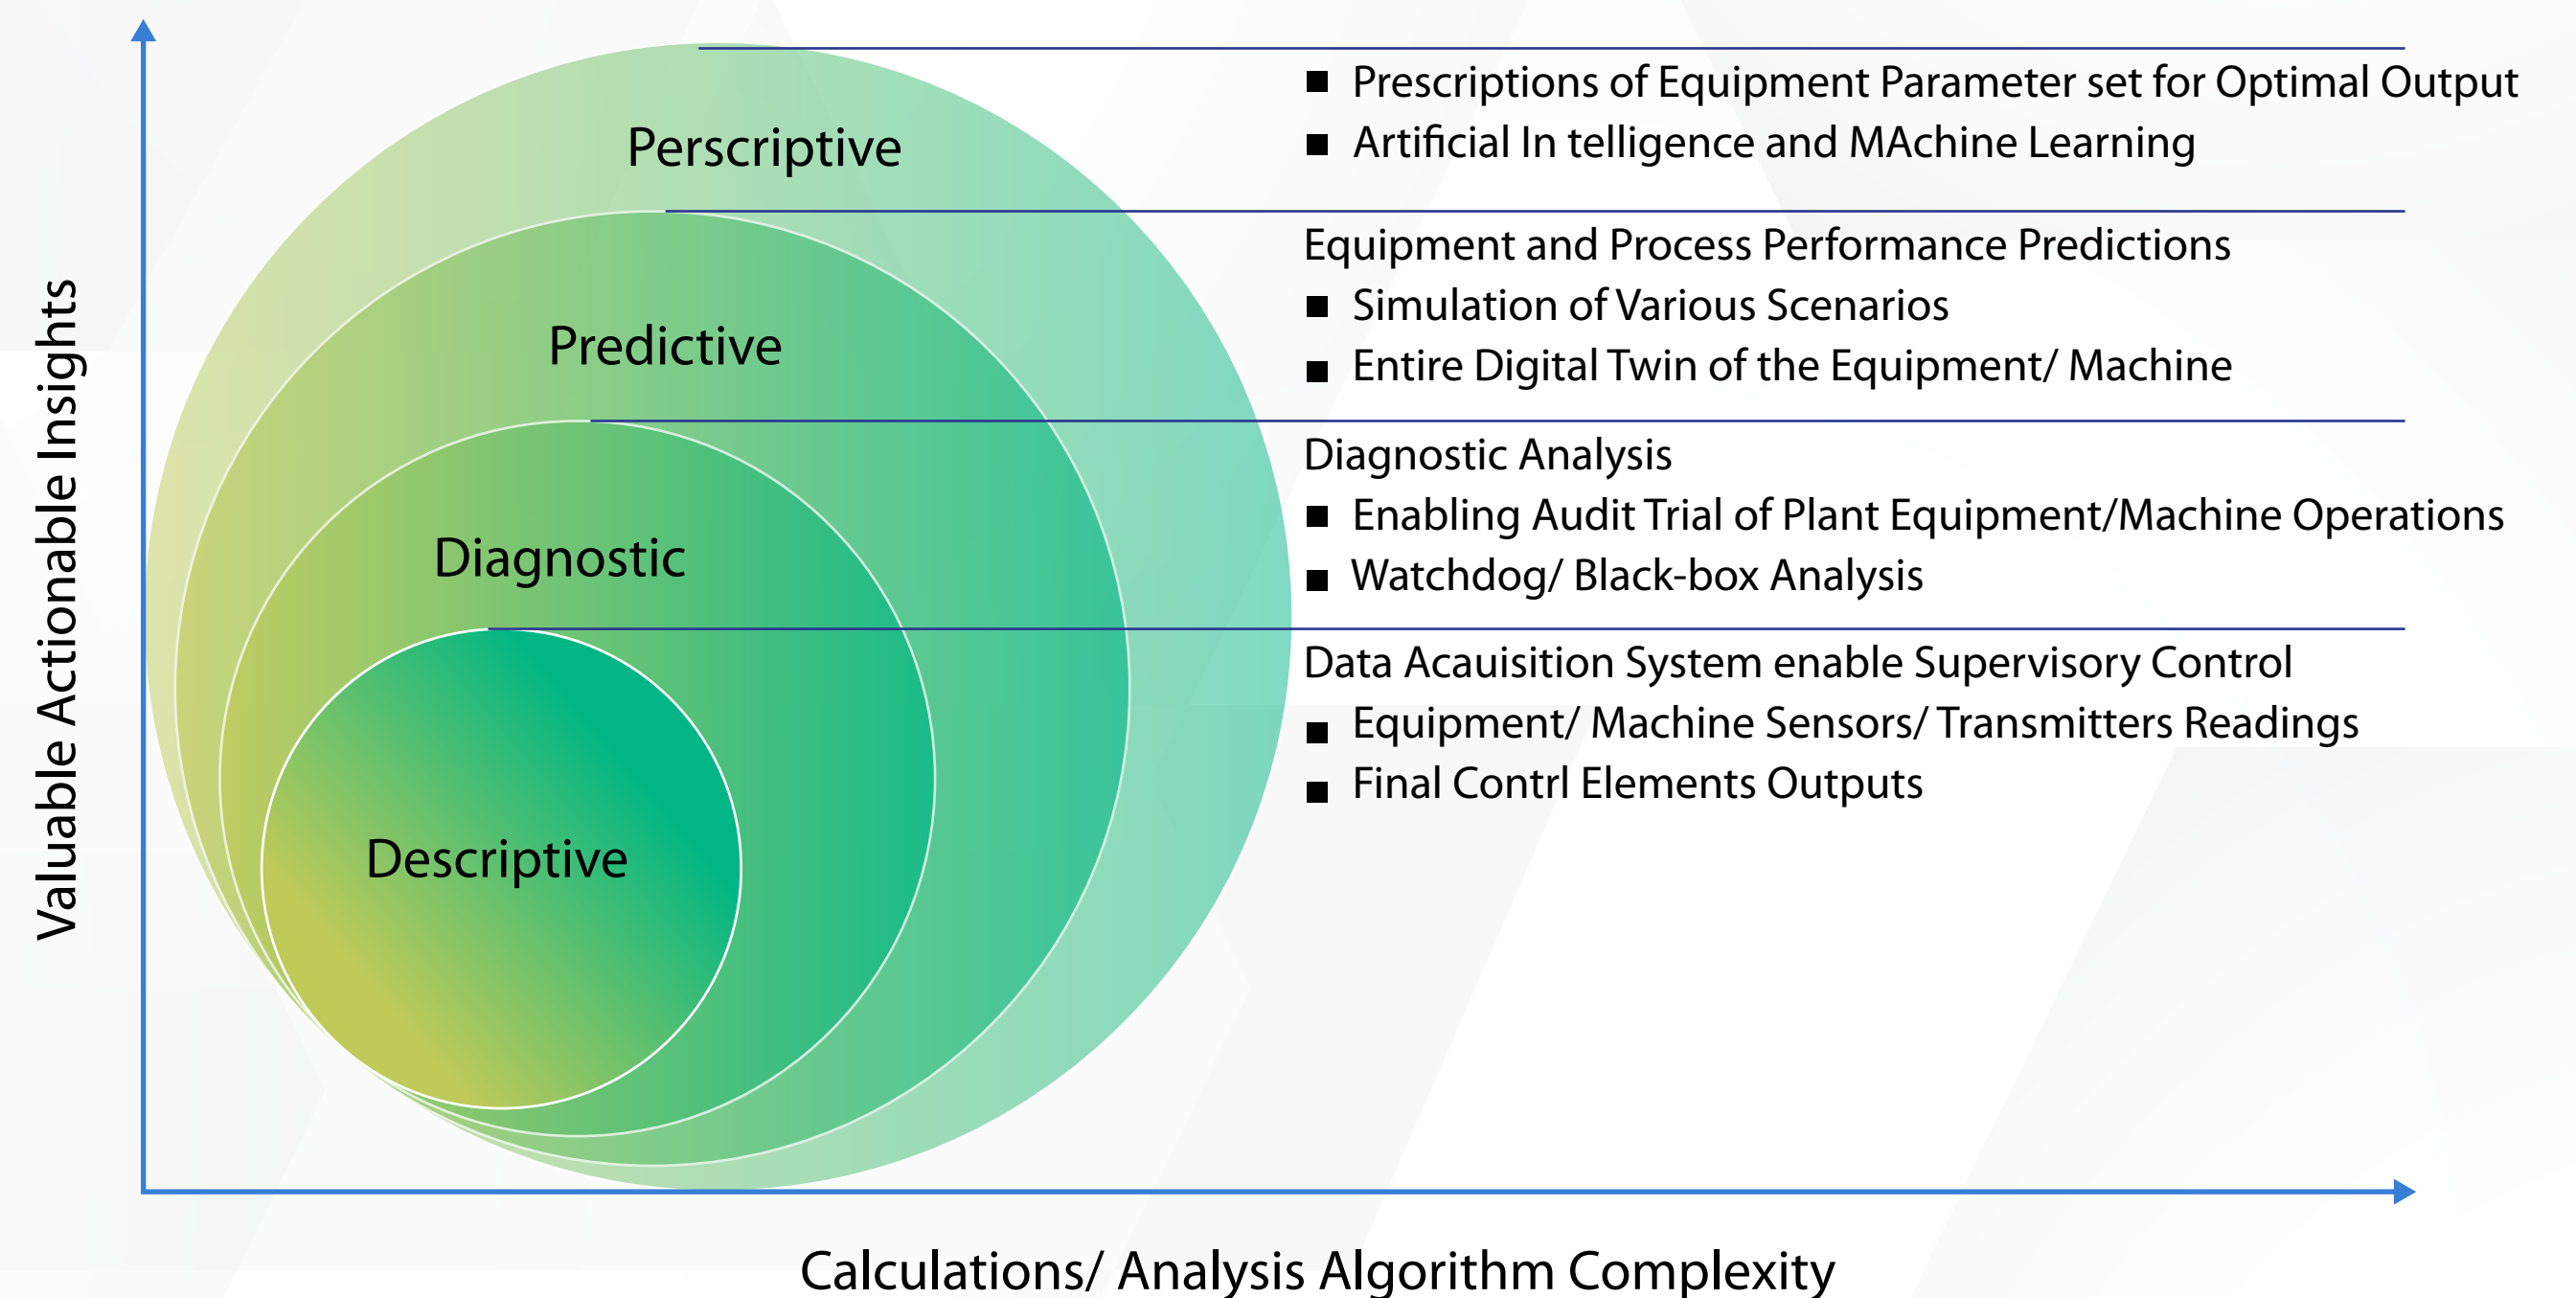 Valuable Actionable Insights
Perscriptive
■ Prescriptions of Equipment Parameter set for Optimal Output
■ Artificial In telligence and MAchine Learning
Predictive
Equipment and Process Performance Predictions
■ Simulation of Various Scenarios
■ Entire Digital Twin of the Equipment/ Machine
Diagnostic
Diagnostic Analysis
■ Enabling Audit Trial of Plant Equipment/Machine Operations
■ Watchdog/ Black-box Analysis
Descriptive
Data Acauisition System enable Supervisory Control
■ Equipment/ Machine Sensors/ Transmitters Readings
■ Final Contrl Elements Outputs
Calculations/ Analysis Algorithm Complexity